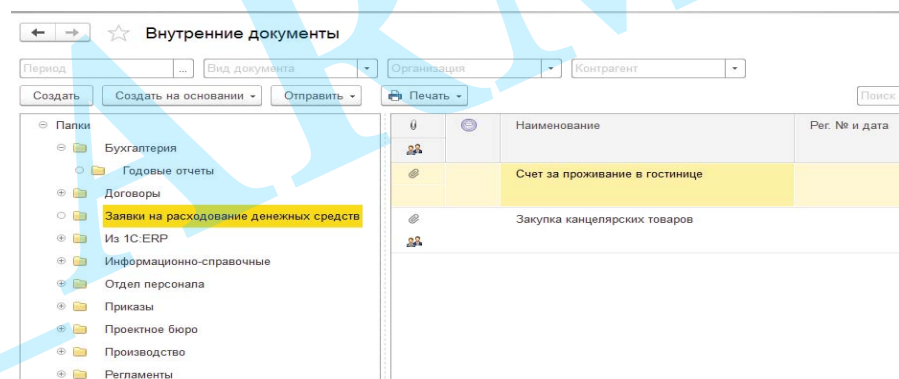 Внутренние документы
Период ... Вид документа Организация Контрагент
Создать Создать на основании Отправить Печать Поиск
Папки
Наименование Рег. № и дата
Бухгалтерия
Годовые отчеты
Счет за проживание в гостинице
Договоры
Заявки на расходование денежных средств
Закупка канцелярских товаров
Из 1С:ERP
Информационно-справочные
Отдел персонала
Приказы
Проектное бюро
Производство
Регламенты